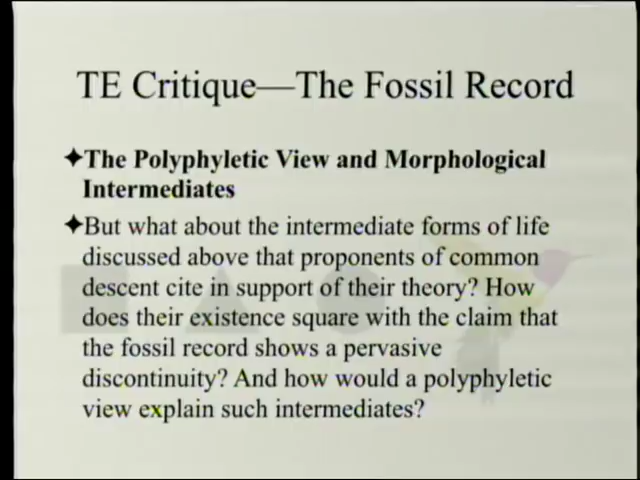 TE Critique—The Fossil Record
✦The Polyphyletic View and Morphological
Intermediates
✦But what about the intermediate forms of life
discussed above that proponents of common
descent cite in support of their theory? How
does their existence square with the claim that
the fossil record shows a pervasive
discontinuity? And how would a polyphyletic
view explain such intermediates?